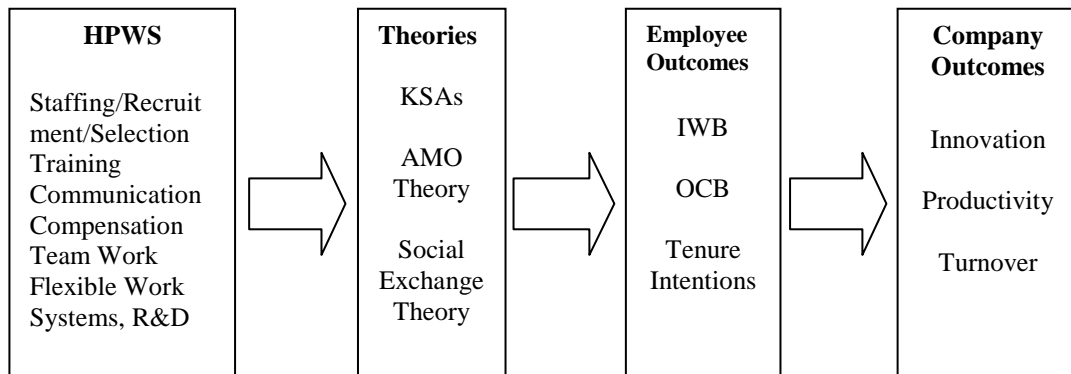 HPWS
Staffing/Recruit
ment/Selection
Training
Communication
Compensation
Team Work
Flexible Work
Systems, R&D
Theories
KSAs
AMO
Theory
Social
Exchange
Theory
Employee
Outcomes
IWB
OCB
Tenure
Intentions
Company
Outcomes
Innovation
Productivity
Turnover